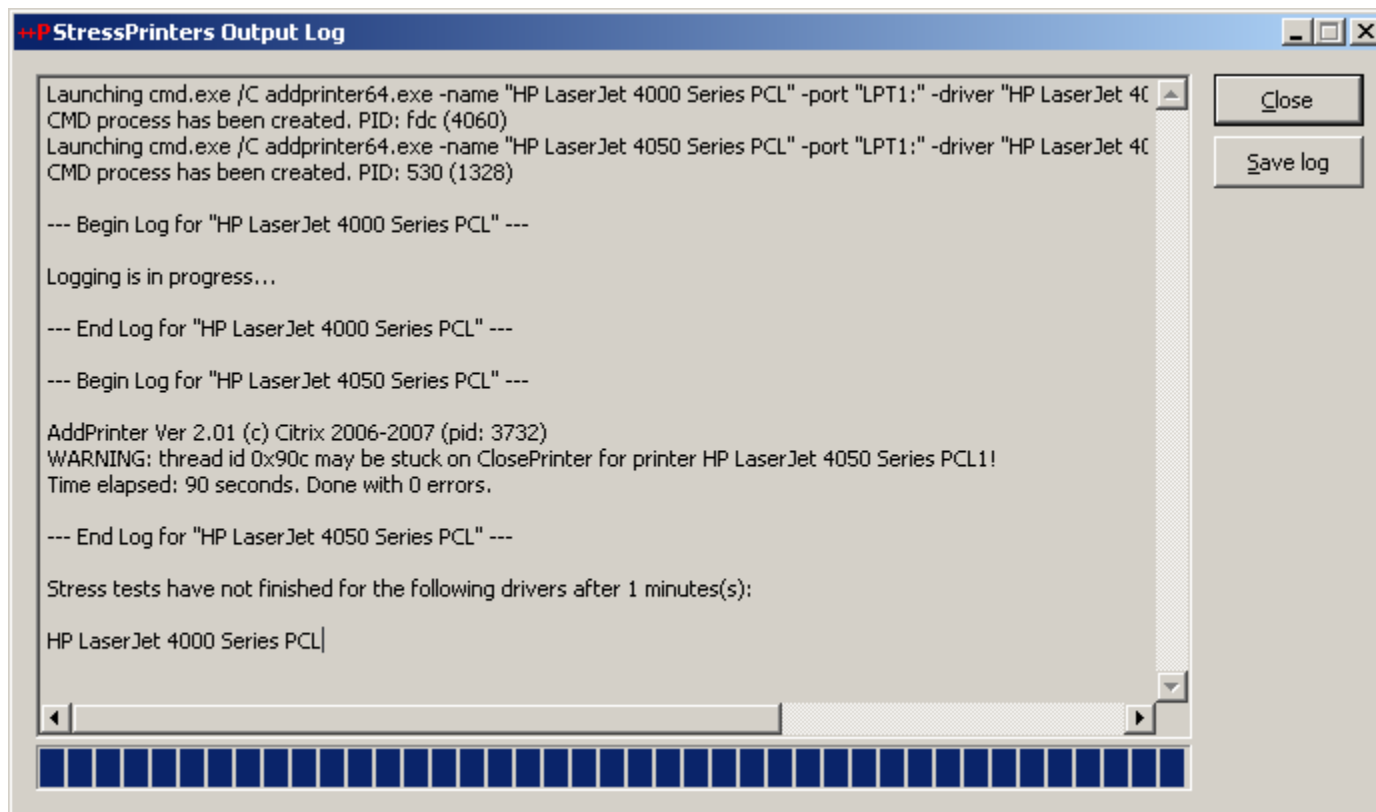 ++P StressPrinters Output Log
Launching cmd.exe /C addprinter64.exe -name "HP LaserJet 4000 Series PCL" -port "LPT1:" -driver "HP LaserJet 40
CMD process has been created. PID: fdc (4060)
Launching cmd.exe /C addprinter64.exe -name "HP LaserJet 4050 Series PCL" -port "LPT1:" -driver "HP LaserJet 40
CMD process has been created. PID: 530 (1328)
--- Begin Log for "HP LaserJet 4000 Series PCL" ---
Logging is in progress...
--- End Log for "HP LaserJet 4000 Series PCL" ---
--- Begin Log for "HP LaserJet 4050 Series PCL" ---
AddPrinter Ver 2.01 (c) Citrix 2006-2007 (pid: 3732)
WARNING: thread id 0x90c may be stuck on ClosePrinter for printer HP LaserJet 4050 Series PCL1!
Time elapsed: 90 seconds. Done with 0 errors.
--- End Log for "HP LaserJet 4050 Series PCL" ---
Stress tests have not finished for the following drivers after 1 minutes(s):
HP LaserJet 4000 Series PCL
Close
Save log